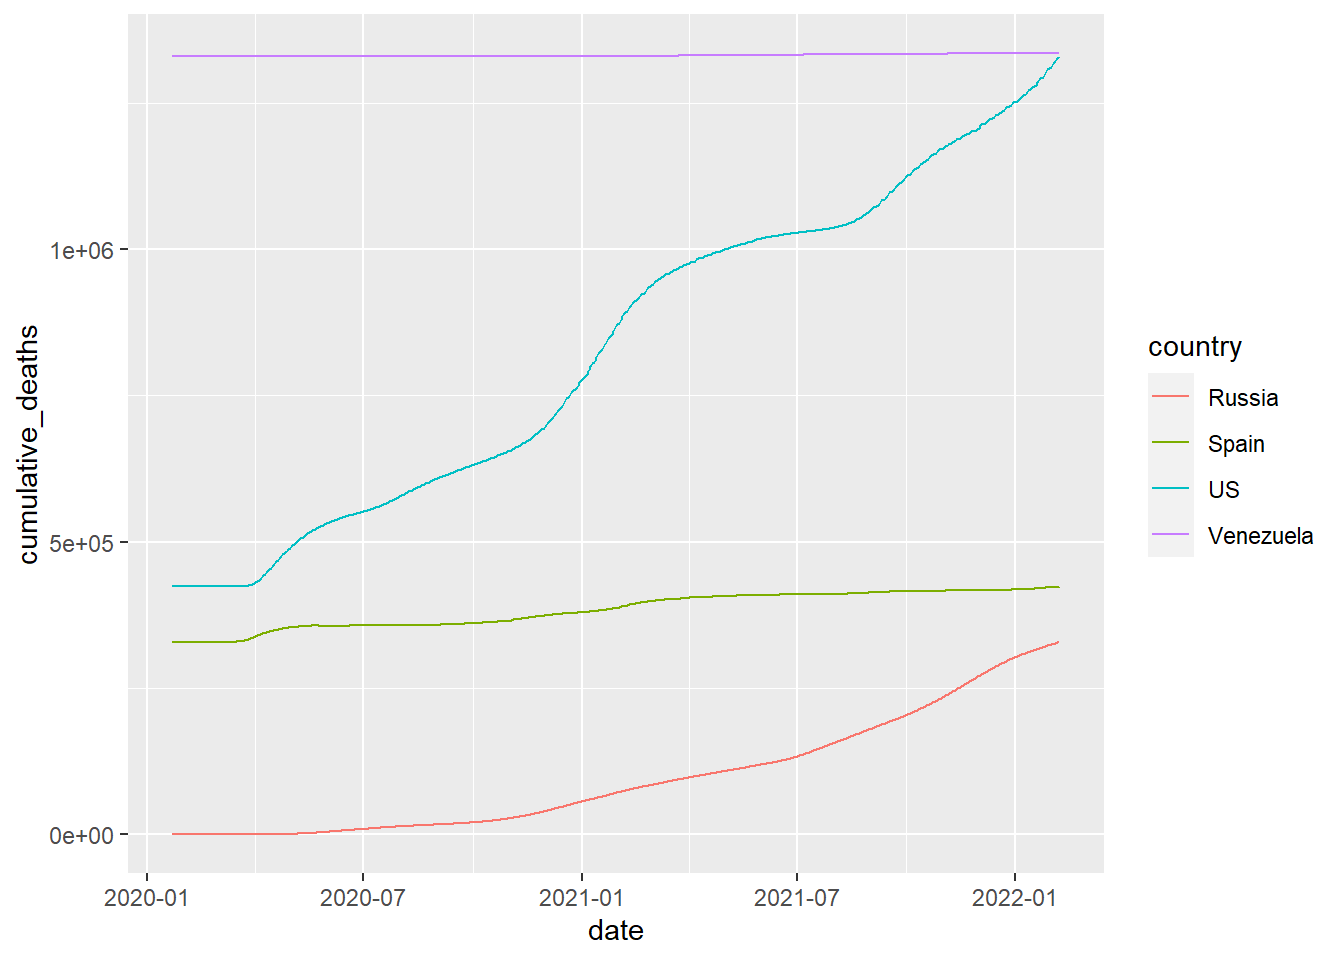 cumulative_deaths
1e+06
5e+05
0e+00
2020-01
2020-07
2021-01
2021-07
2022-01
date
country
Russia
Spain
US
Venezuela